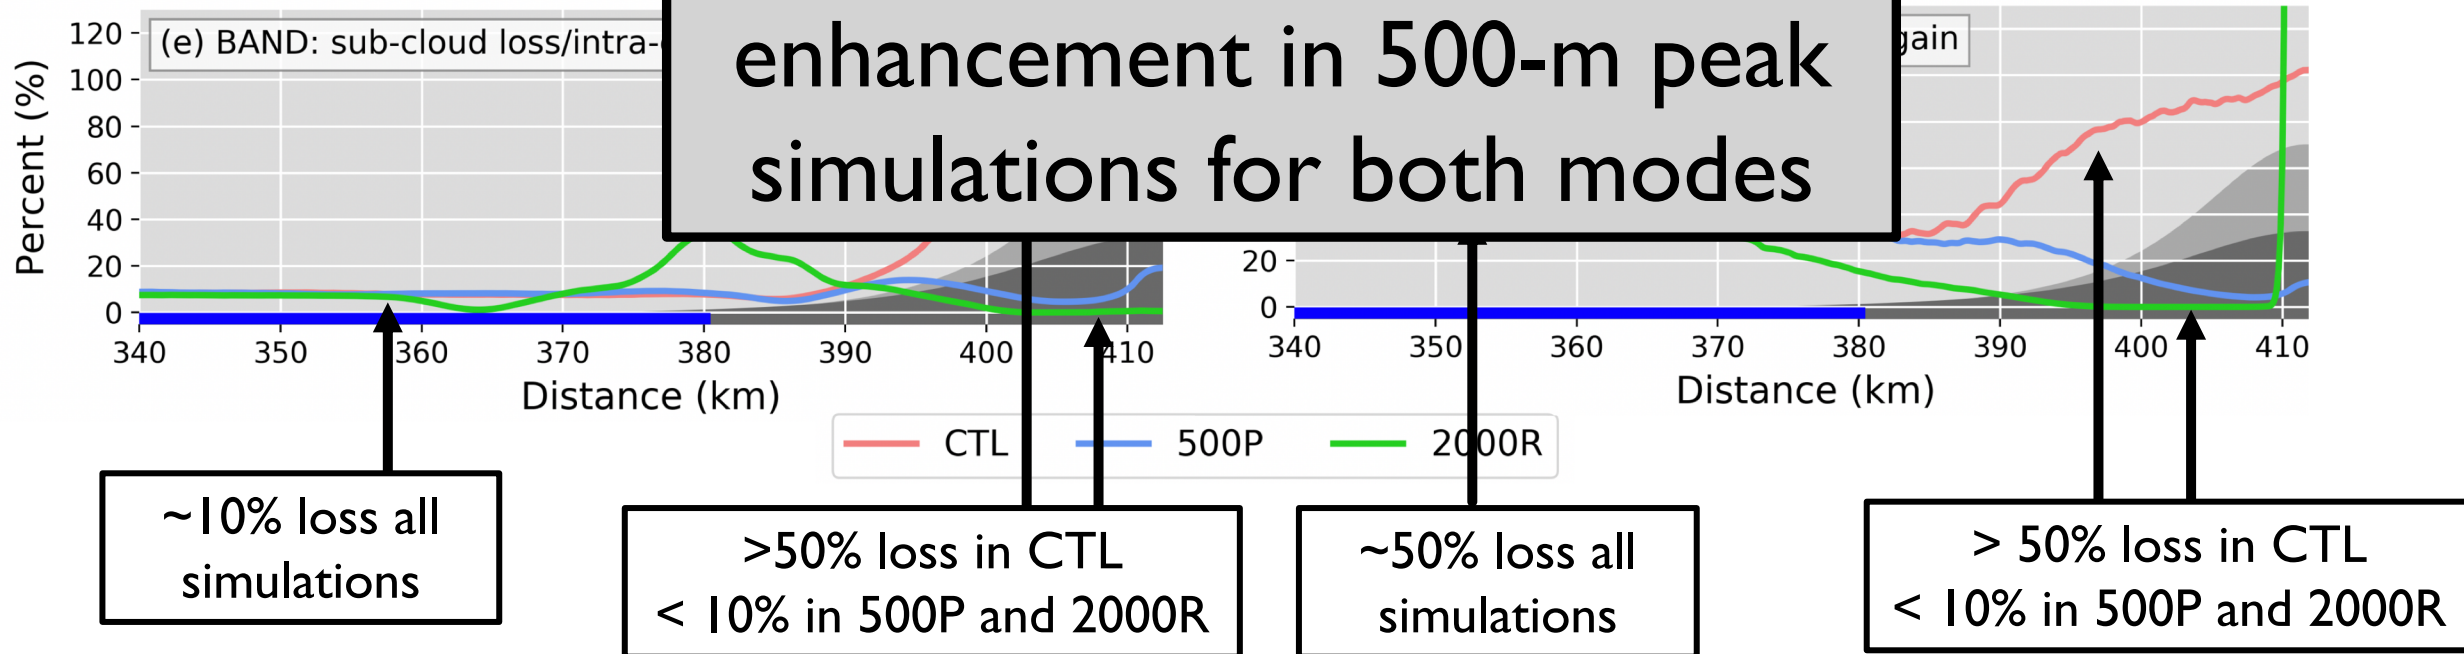 enhancement in 500-m peak
simulations for both modes
(e) BAND: sub-cloud loss/intra-
gain
Percent (%)
120
100
80
60
40
20
0
340 350 360 370 380 390 400 410
Distance (km)
20
0
340 350 360 370 380 390 400 410
Distance (km)
CTL 500P 2000R
~10% loss all
simulations
>50% loss in CTL
< 10% in 500P and 2000R
~50% loss all
simulations
> 50% loss in CTL
< 10% in 500P and 2000R